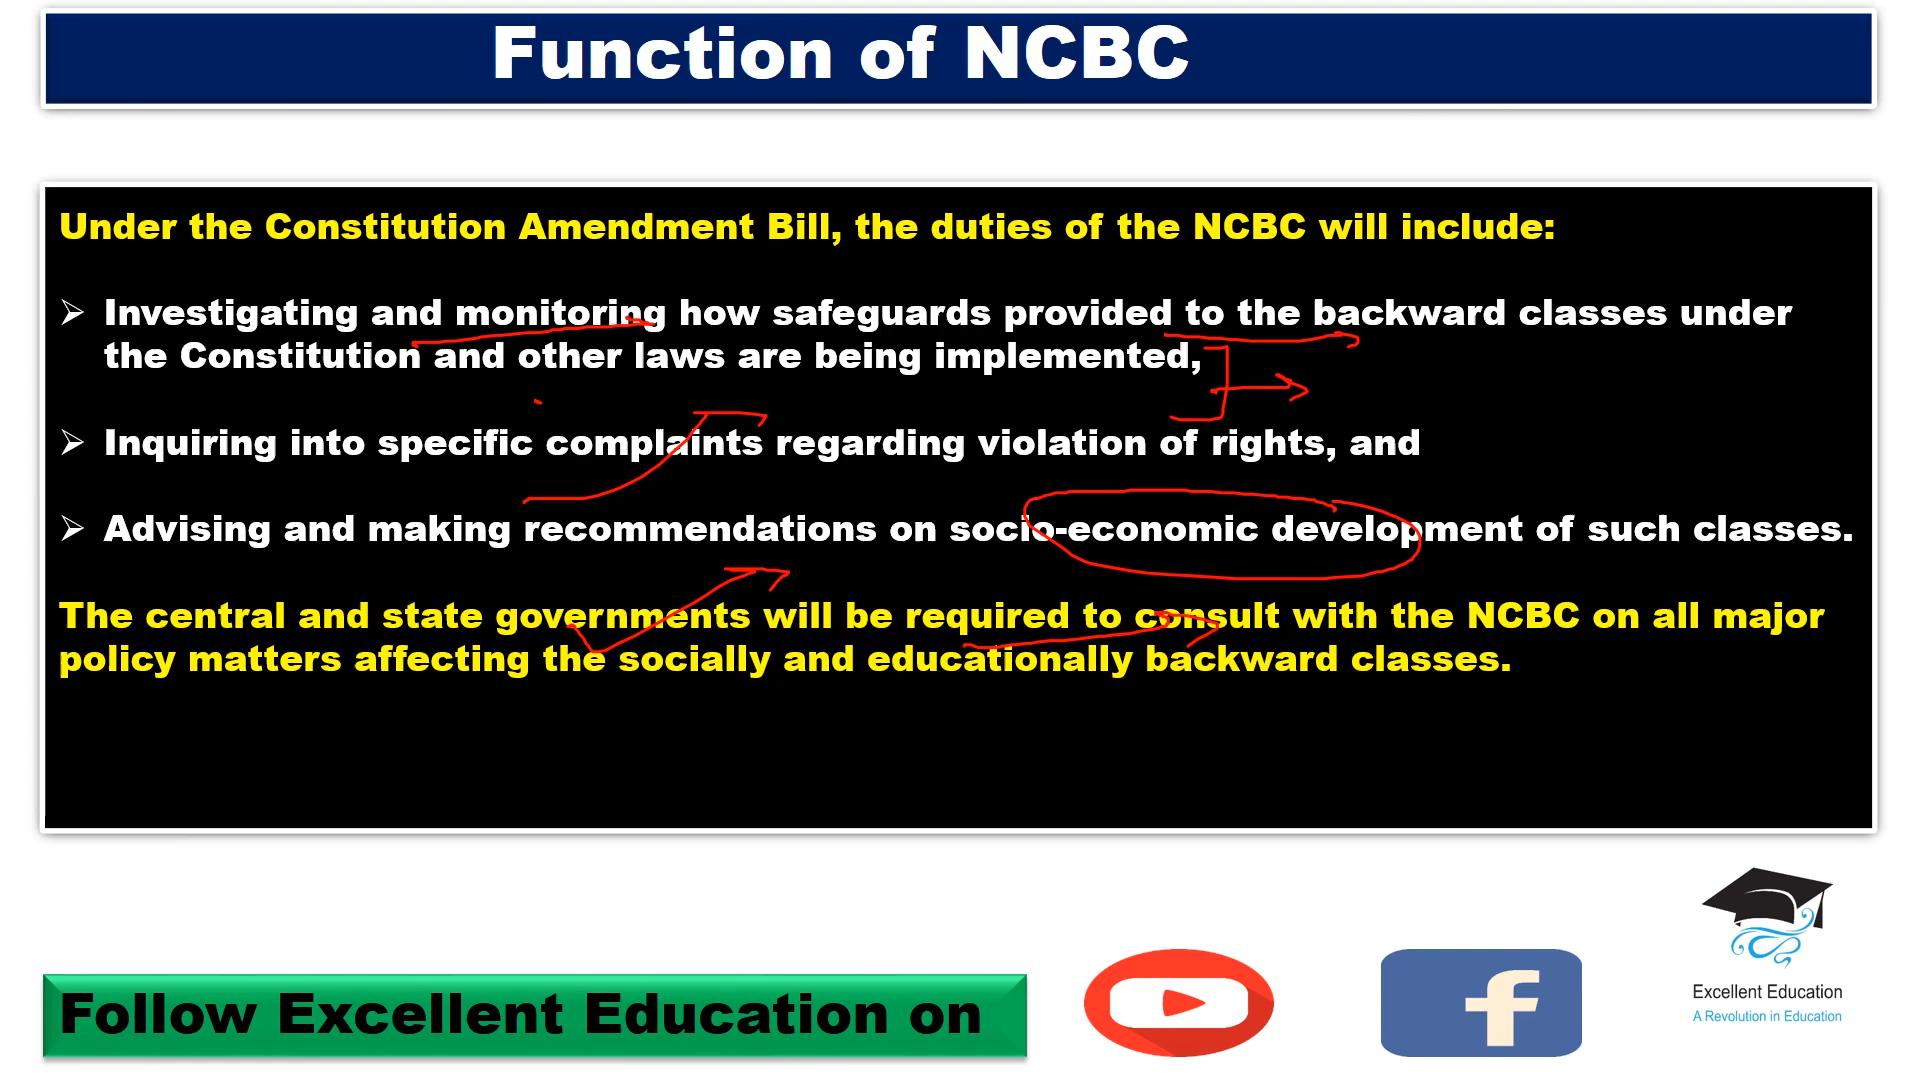 Function of NCBC
Under the Constitution Amendment Bill, the duties of the NCBC will include:
➢ Investigating and monitoring how safeguards provided to the backward classes under
the Constitution and other laws are being implemented,
➢ Inquiring into specific complaints regarding violation of rights, and
➢ Advising and making recommendations on socio-economic development of such classes.
The central and state governments will be required to consult with the NCBC on all major
policy matters affecting the socially and educationally backward classes.
Follow Excellent Education on
f
Excellent Education
A Revolution in Education